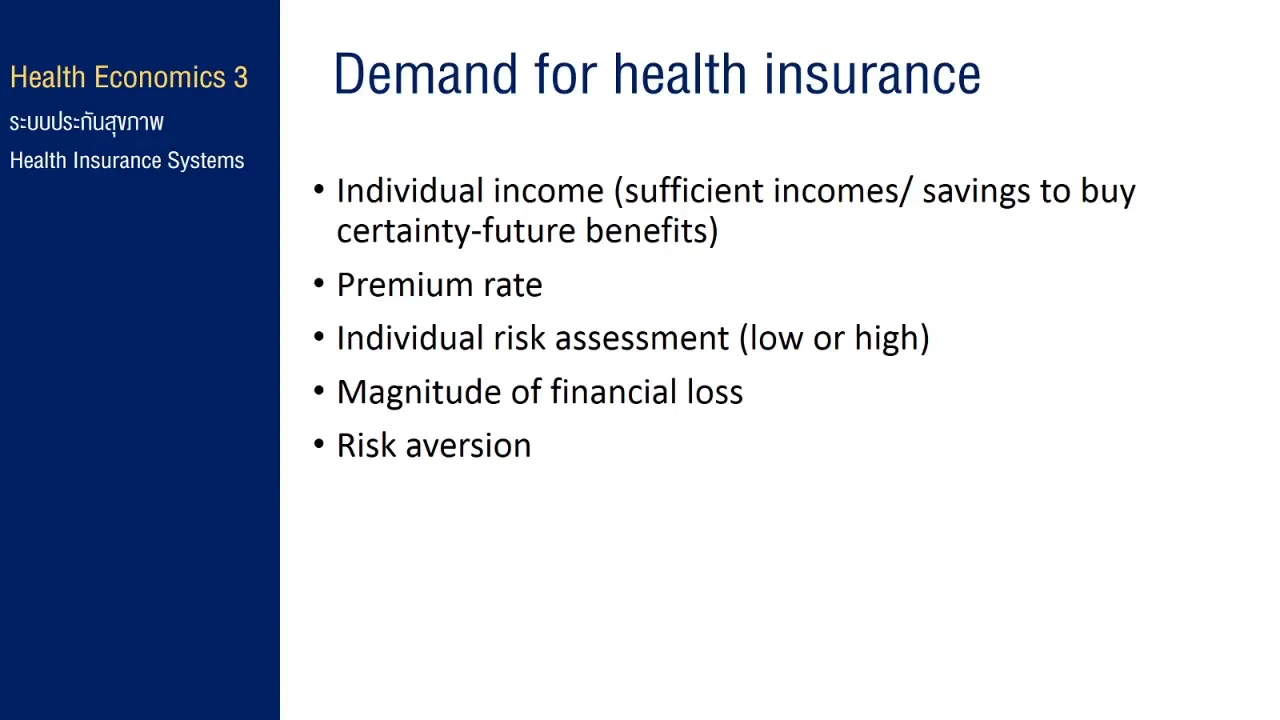 Health Economics 3
ระบบประกันสุขภาพ
Health Insurance Systems
Demand for health insurance
• Individual income (sufficient incomes/ savings to buy
certainty-future benefits)
• Premium rate
• Individual risk assessment (low or high)
• Magnitude of financial loss
• Risk aversion